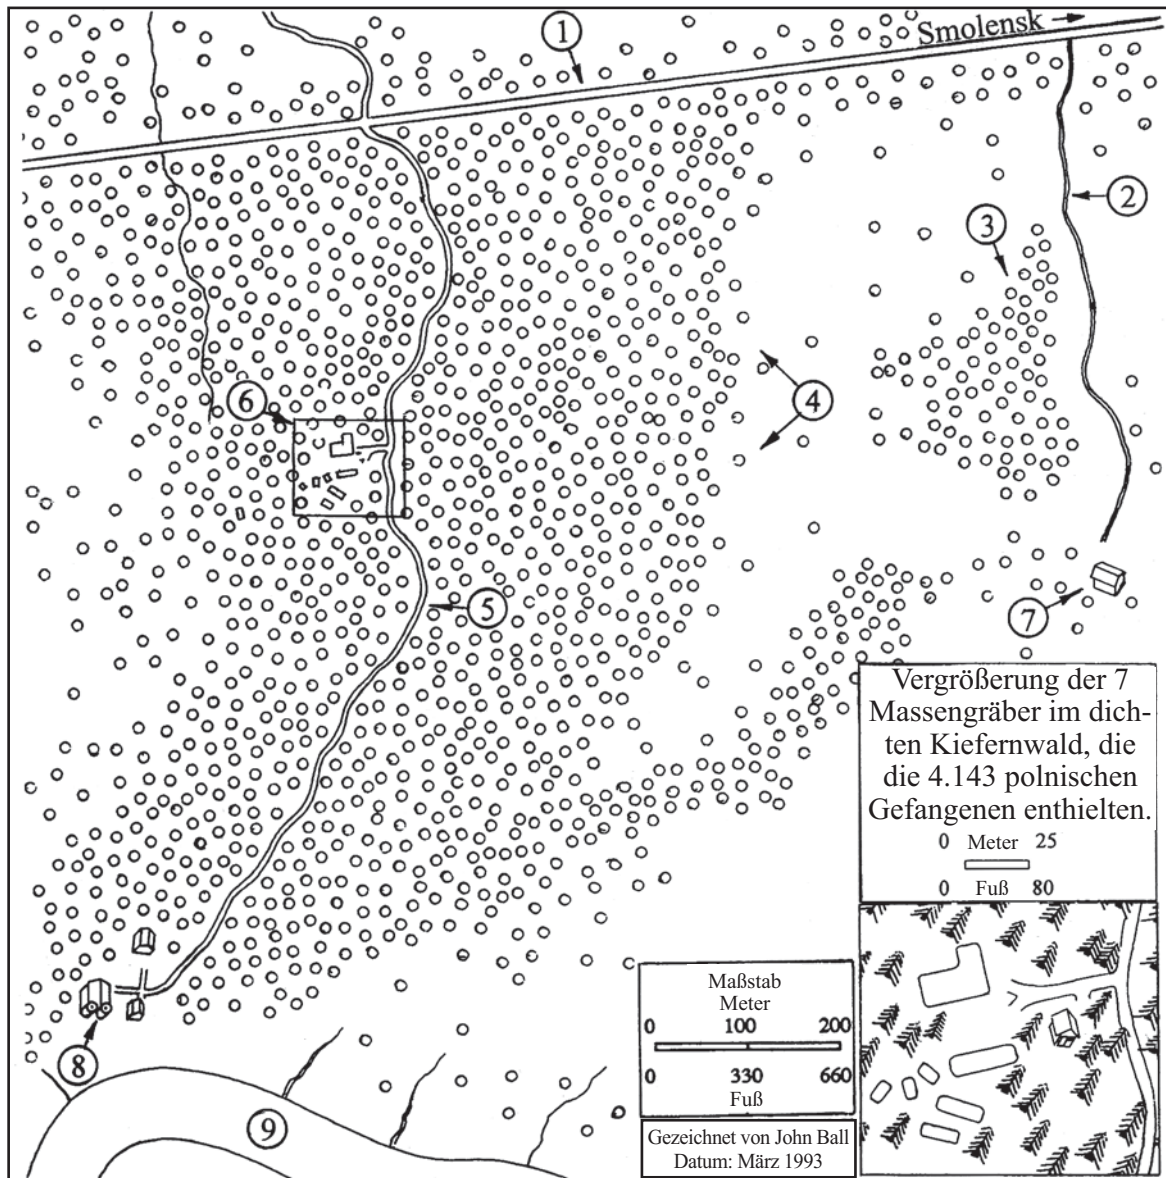 Smolensk
1
2
3
4
5
6
7
8
9
Vergrößerung der 7
Massengräber im dich-
ten Kiefernwald, die
die 4.143 polnischen
Gefangenen enthielten.
0 Meter 25
0 Fuß 80
Maßstab
Meter
0 100 200
0 330 660
Fuß
Gezeichnet von John Ball
Datum: März 1993